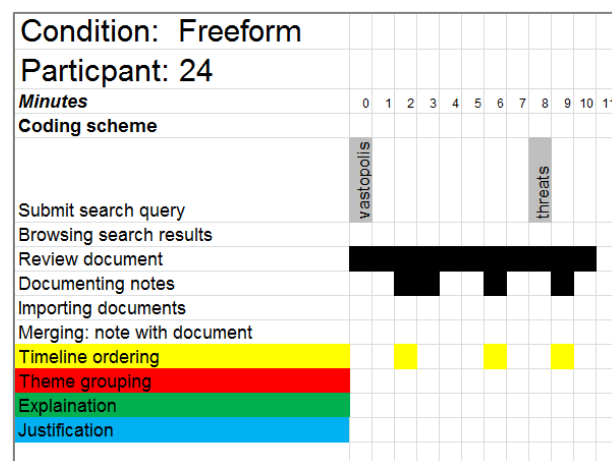 Condition: Freeform
Particpant: 24
Minutes 0 1 2 3 4 5 6 7 8 9 10 11
Coding scheme
Submit search query vastopolis threats
Browsing search results
Review document
Documenting notes
Importing documents
Merging: note with document
Timeline ordering
Theme grouping
Explaination
Justification